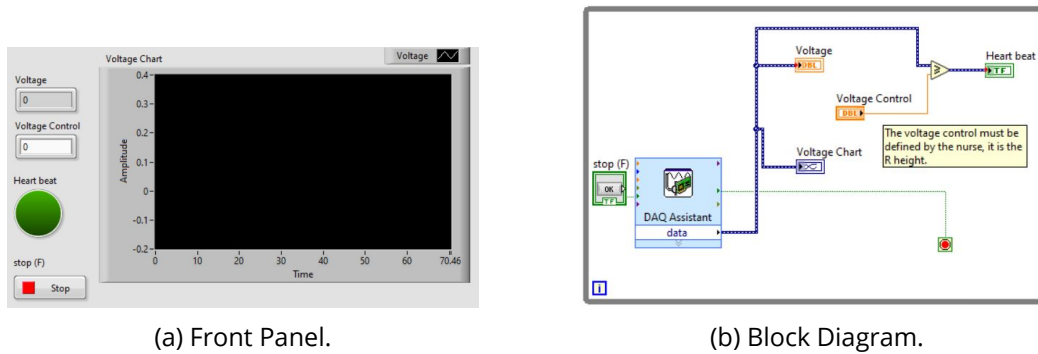 Voltage Chart
Voltage
Voltage
0
Voltage Control
0
Heart beat
stop (F)
Stop
Amplitude
0.4
0.3
0.2
0.1
0
-0.1
-0.2
0 10 20 30 40 50 60 70.46
Time
(a) Front Panel.
Voltage
DBL
Heart beat
TF
Voltage Control
DBL
The voltage control must be
defined by the nurse, it is the
R height.
Voltage Chart
stop (F)
OK
TF
DAQ Assistant
data
≥
i
(b) Block Diagram.